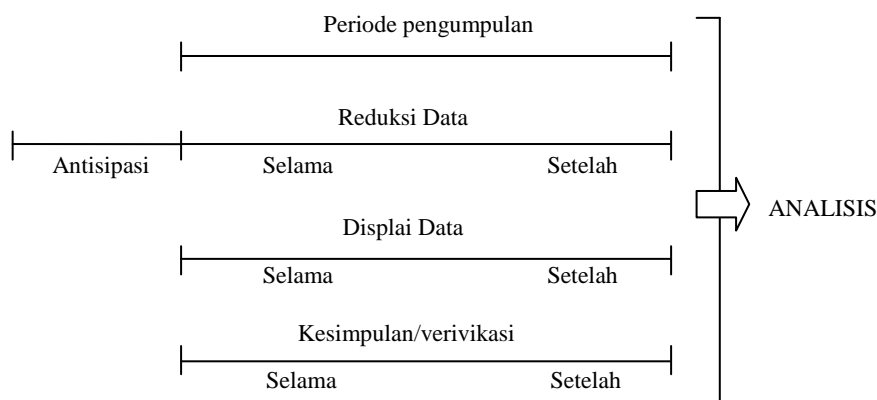 Periode pengumpulan
Reduksi Data
Antisipasi Selama Setelah
ANALISIS
Displai Data
Selama Setelah
Kesimpulan/verivikasi
Selama Setelah